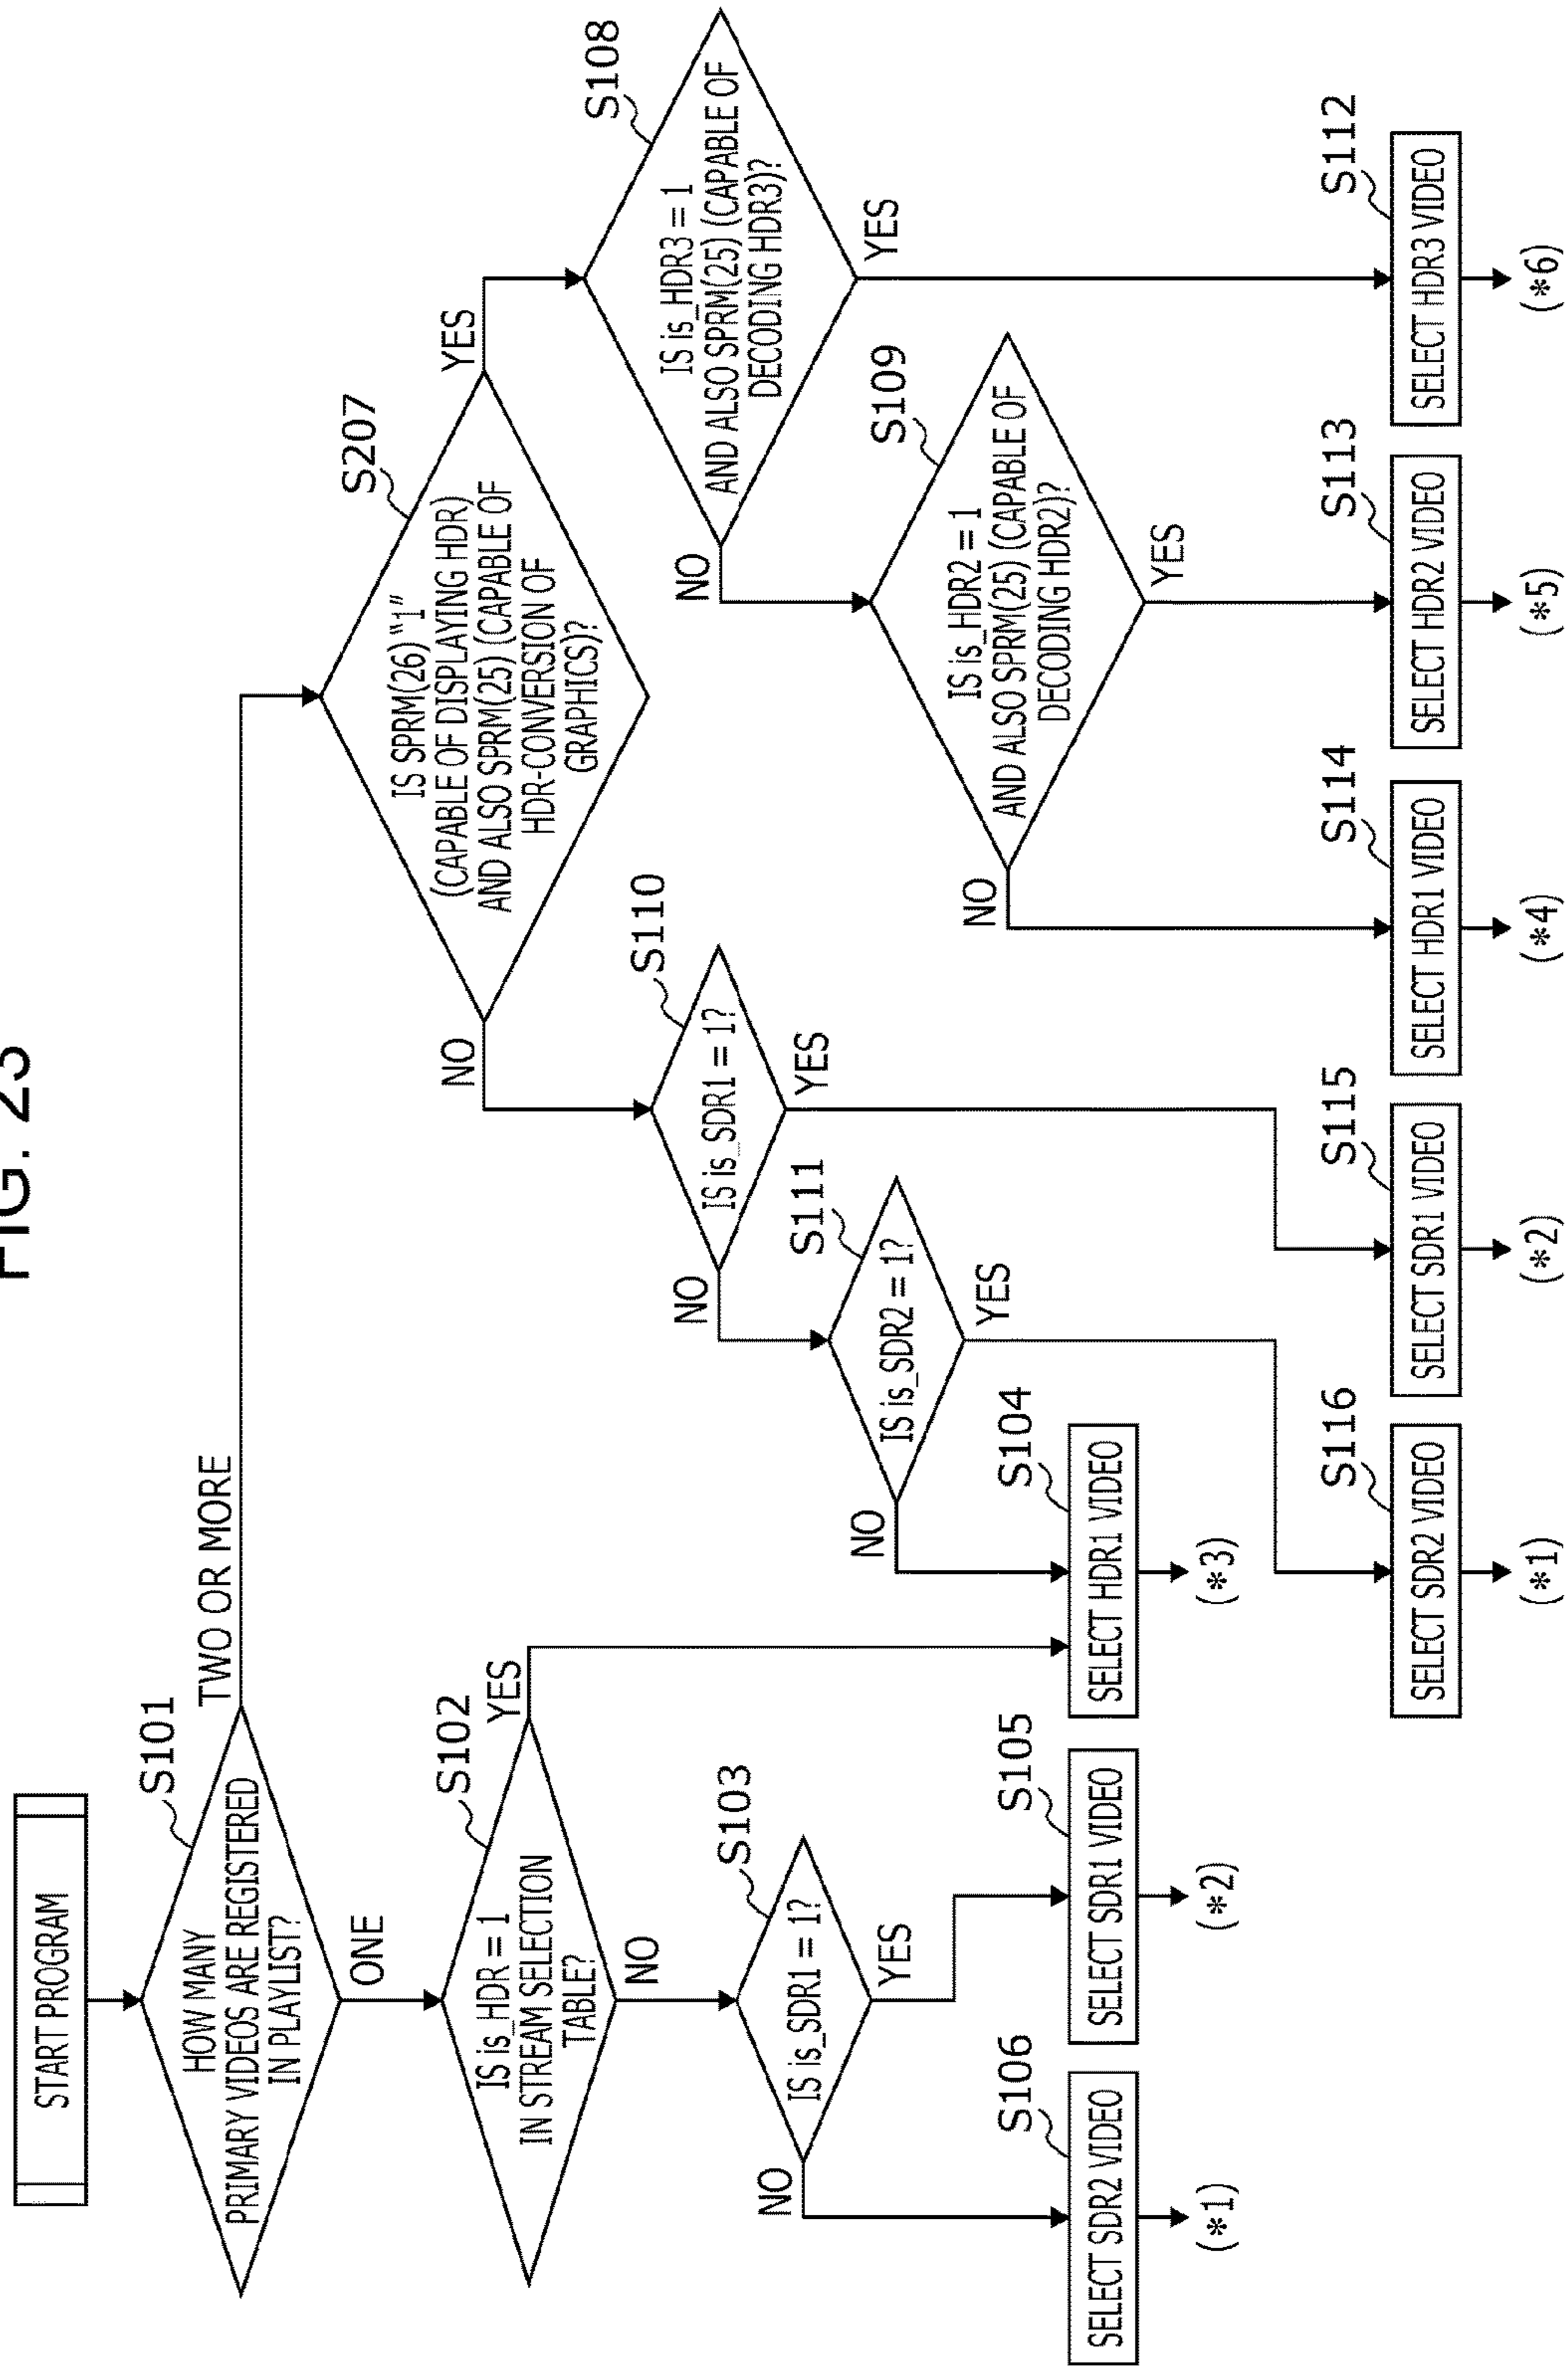 FIG. 23
START PROGRAM
S101
HOW MANY
PRIMARY VIDEOS ARE REGISTERED
IN PLAYLIST?
TWO OR MORE
ONE
S102
IS is_HDR = 1
IN STREAM SELECTION
TABLE?
YES
NO
S103
IS is_SDR1 = 1?
NO
YES
S106
SELECT SDR2 VIDEO
(*1)
S105
SELECT SDR1 VIDEO
(*2)
S104
SELECT HDR1 VIDEO
(*3)
S207
IS SPRM(26) “1”
(CAPABLE OF DISPLAYING HDR)
AND ALSO SPRM(25) (CAPABLE OF
HDR-CONVERSION OF
GRAPHICS)?
NO
YES
S110
IS is_SDR1 = 1?
NO
YES
S111
IS is_SDR2 = 1?
NO
YES
S108
IS is_HDR3 = 1
AND ALSO SPRM(25) (CAPABLE OF
DECODING HDR3)?
NO
YES
S109
IS is_HDR2 = 1
AND ALSO SPRM(25) (CAPABLE OF
DECODING HDR2)?
NO
YES
S116
SELECT SDR2 VIDEO
(*1)
S115
SELECT SDR1 VIDEO
(*2)
S114
SELECT HDR1 VIDEO
(*4)
S113
SELECT HDR2 VIDEO
(*5)
S112
SELECT HDR3 VIDEO
(*6)